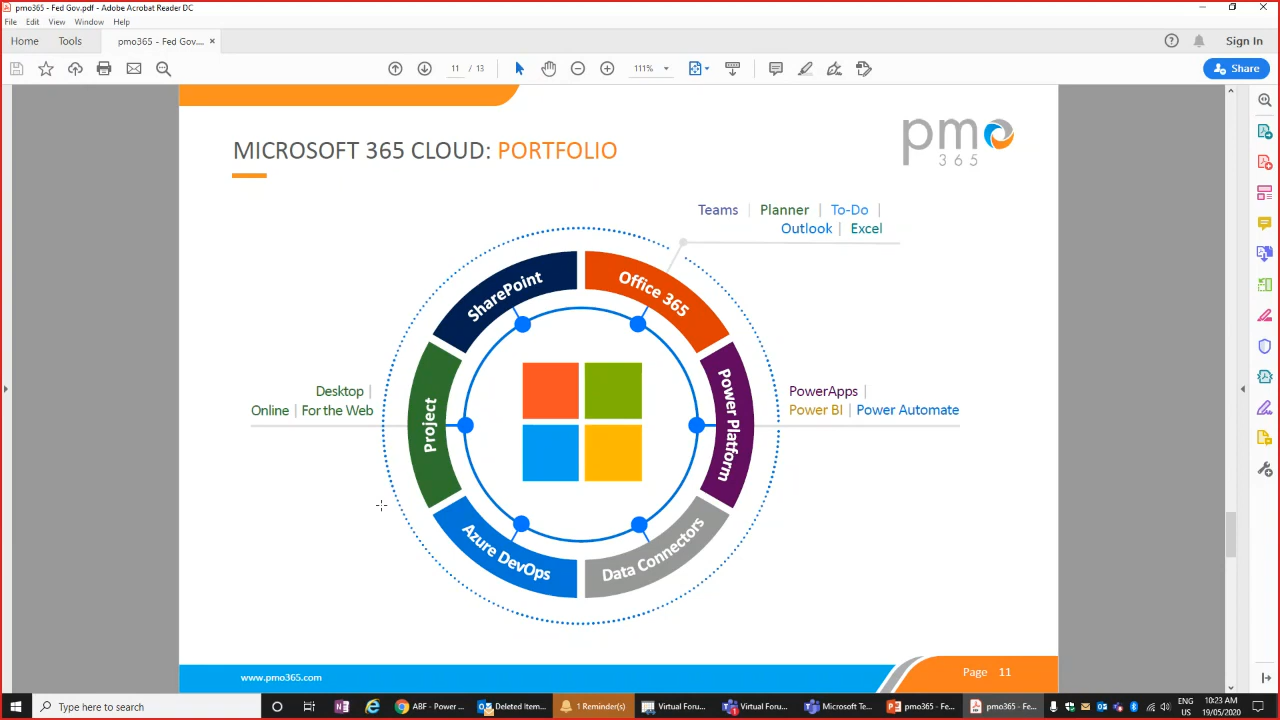 pmo365 - Fed Gov.pdf - Adobe Acrobat Reader DC
File Edit View Window Help
Home Tools pmo365 - Fed Gov.... × Sign In
11 / 13 111% Share
MICROSOFT 365 CLOUD: PORTFOLIO
pmo
365
Teams | Planner | To-Do |
Outlook | Excel
SharePoint
Office 365
Project
Power Platform
Azure DevOps
Data Connectors
Desktop |
Online | For the Web
PowerApps |
Power BI | Power Automate
www.pmo365.com
Page 11
Type here to search
ABF - Power ...
Deleted Item...
1 Reminder(s)
Virtual Foru...
Virtual Foru...
Microsoft Te...
pmo365 - Fe...
pmo365 - Fe...
ENG
US
10:23 AM
19/05/2020